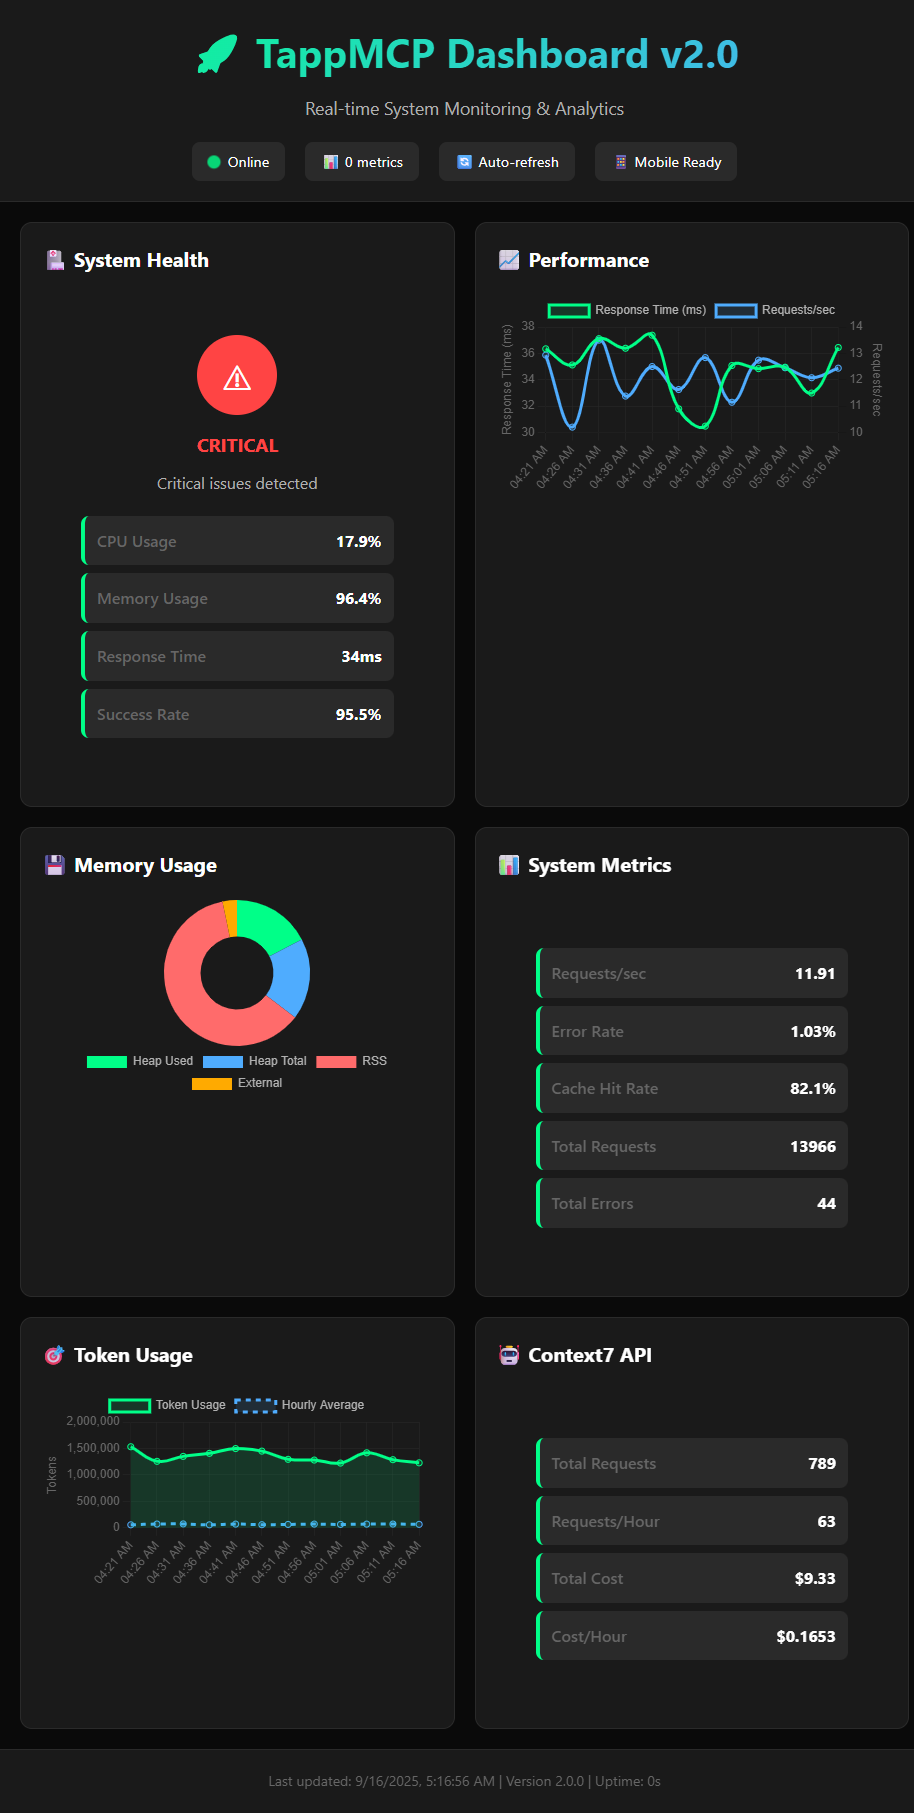 TappMCP Dashboard v2.0
Real-time System Monitoring & Analytics
Online
0 metrics
Auto-refresh
Mobile Ready
System Health
CRITICAL
Critical issues detected
CPU Usage 17.9%
Memory Usage 96.4%
Response Time 34ms
Success Rate 95.5%
Performance
Response Time (ms) Requests/sec
Response Time (ms)
38
36
34
32
30
14
13
12
11
10
Requests/sec
04:21 AM
04:26 AM
04:31 AM
04:36 AM
04:41 AM
04:46 AM
04:51 AM
04:56 AM
05:01 AM
05:06 AM
05:11 AM
05:16 AM
Memory Usage
Heap Used Heap Total RSS
External
System Metrics
Requests/sec 11.91
Error Rate 1.03%
Cache Hit Rate 82.1%
Total Requests 13966
Total Errors 44
Token Usage
Token Usage Hourly Average
Tokens
2,000,000
1,500,000
1,000,000
500,000
0
04:21 AM
04:26 AM
04:31 AM
04:36 AM
04:41 AM
04:46 AM
04:51 AM
04:56 AM
05:01 AM
05:06 AM
05:11 AM
05:16 AM
Context7 API
Total Requests 789
Requests/Hour 63
Total Cost $9.33
Cost/Hour $0.1653
Last updated: 9/16/2025, 5:16:56 AM | Version 2.0.0 | Uptime: 0s